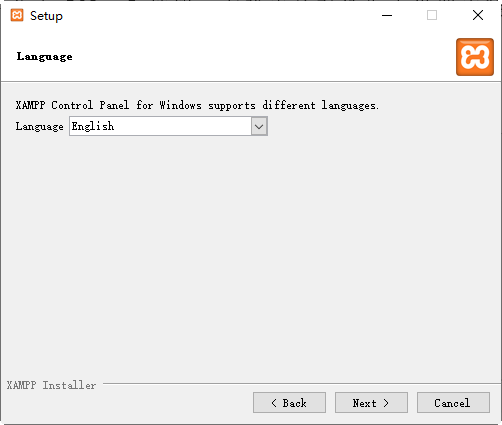 Setup
Language
XAMPP Control Panel for Windows supports different languages.
Language English
XAMPP Installer
< Back Next > Cancel